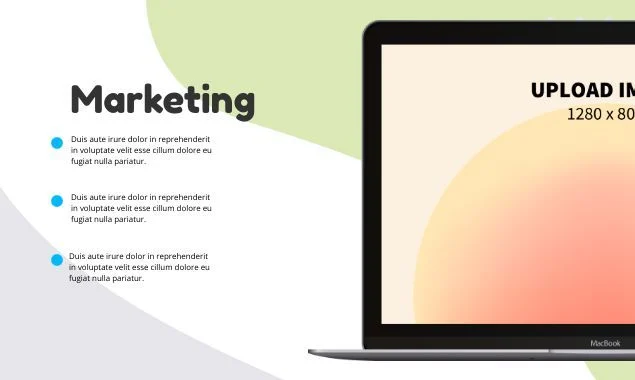 Marketing
Duis aute irure dolor in reprehenderit
in voluptate velit esse cillum dolore eu
fugiat nulla pariatur.
Duis aute irure dolor in reprehenderit
in voluptate velit esse cillum dolore eu
fugiat nulla pariatur.
Duis aute irure dolor in reprehenderit
in voluptate velit esse cillum dolore eu
fugiat nulla pariatur.
UPLOAD IM
1280 x 80
MacBook